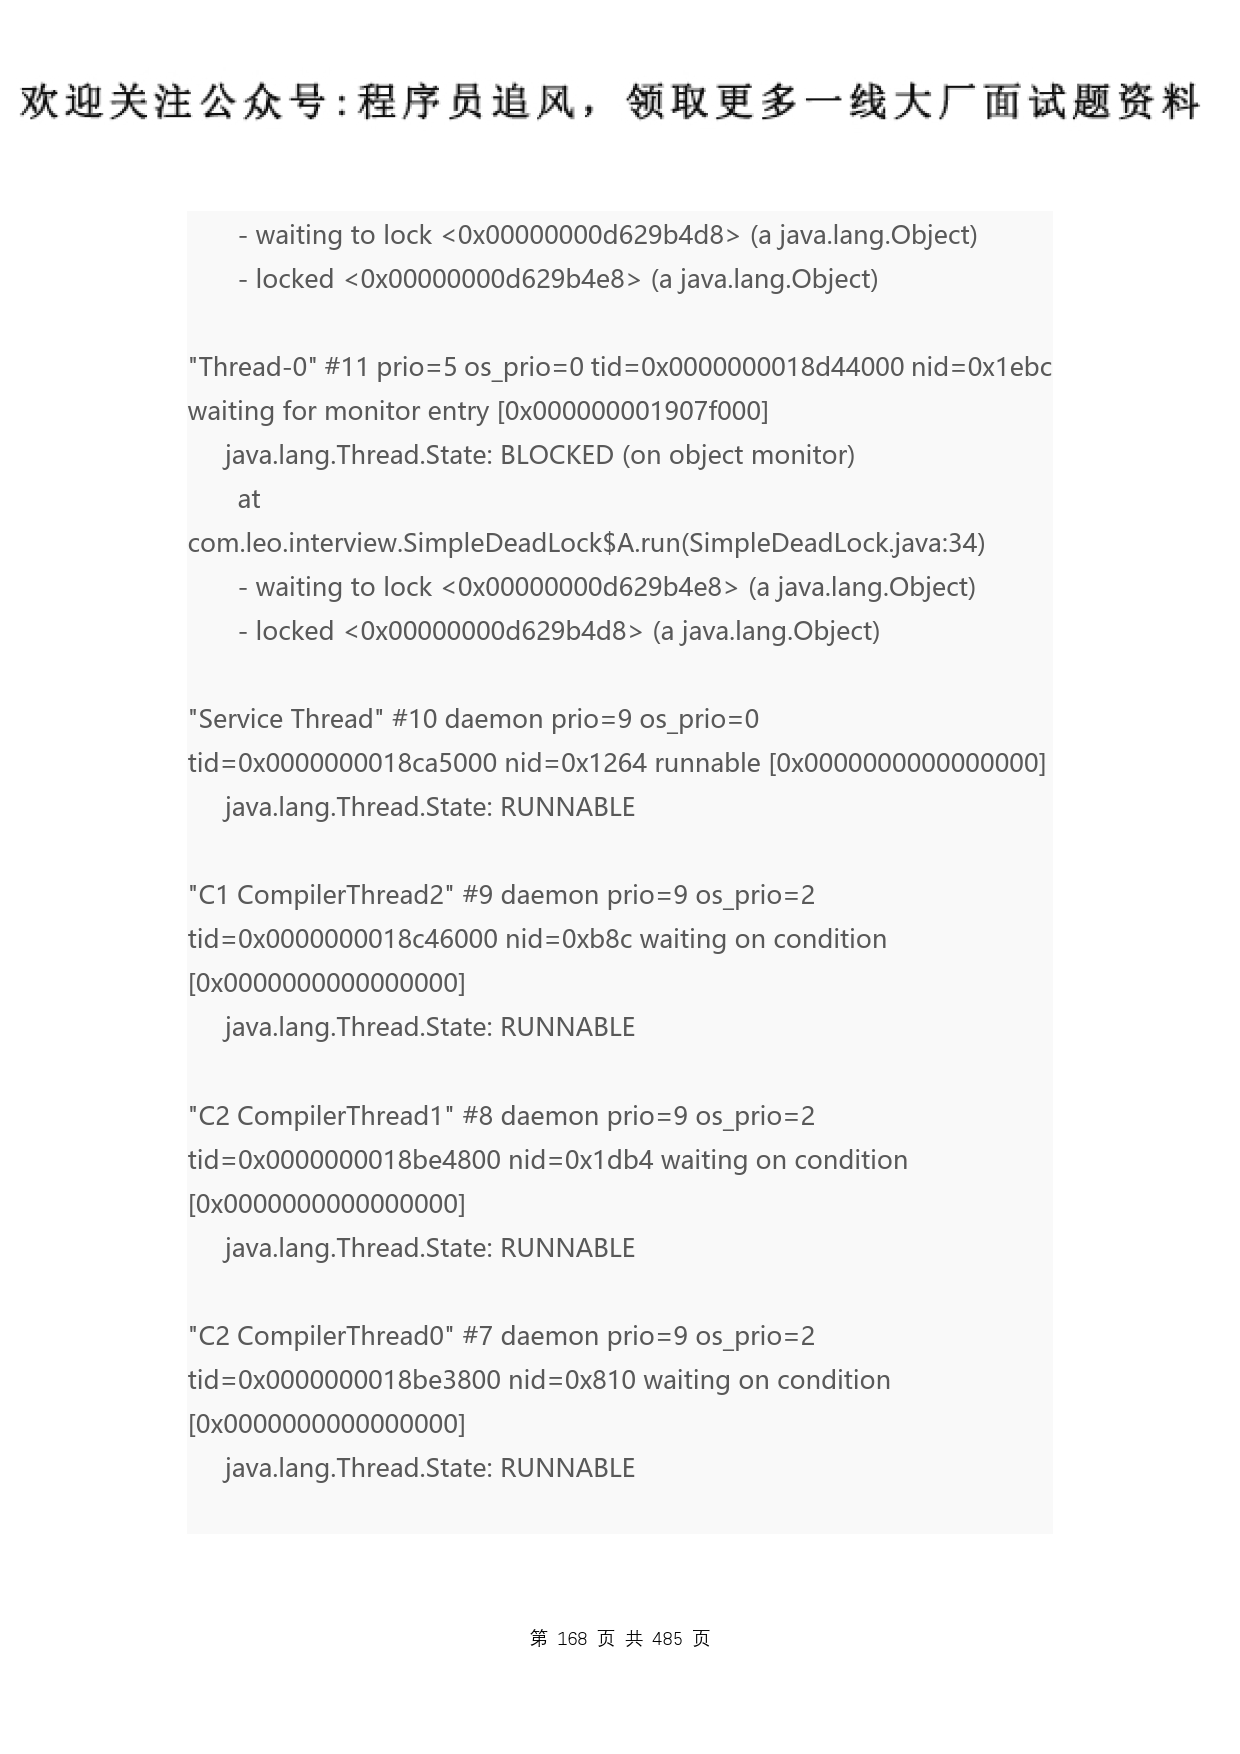 欢迎关注公众号:程序员追风，领取更多一线大厂面试题资料
- waiting to lock <0x00000000d629b4d8> (a java.lang.Object)
- locked <0x00000000d629b4e8> (a java.lang.Object)
"Thread-0" #11 prio=5 os_prio=0 tid=0x0000000018d44000 nid=0x1ebc
waiting for monitor entry [0x000000001907f000]
java.lang.Thread.State: BLOCKED (on object monitor)
at
com.leo.interview.SimpleDeadLock$A.run(SimpleDeadLock.java:34)
- waiting to lock <0x00000000d629b4e8> (a java.lang.Object)
- locked <0x00000000d629b4d8> (a java.lang.Object)
"Service Thread" #10 daemon prio=9 os_prio=0
tid=0x0000000018ca5000 nid=0x1264 runnable [0x0000000000000000]
java.lang.Thread.State: RUNNABLE
"C1 CompilerThread2" #9 daemon prio=9 os_prio=2
tid=0x0000000018c46000 nid=0xb8c waiting on condition
[0x0000000000000000]
java.lang.Thread.State: RUNNABLE
"C2 CompilerThread1" #8 daemon prio=9 os_prio=2
tid=0x0000000018be4800 nid=0x1db4 waiting on condition
[0x0000000000000000]
java.lang.Thread.State: RUNNABLE
"C2 CompilerThread0" #7 daemon prio=9 os_prio=2
tid=0x0000000018be3800 nid=0x810 waiting on condition
[0x0000000000000000]
java.lang.Thread.State: RUNNABLE
第 168 页 共 485 页